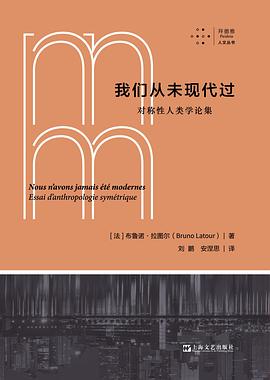 拜德雅
Paideia
人文丛书
我们从未现代过
对称性人类学论集
Nous n'avons jamais été modernes
Essai d'anthropologie symétrique
[ 法 ] 布鲁诺 · 拉图尔（Bruno Latour）| 著
刘 鹏 安涅思 | 译
上海文艺出版社